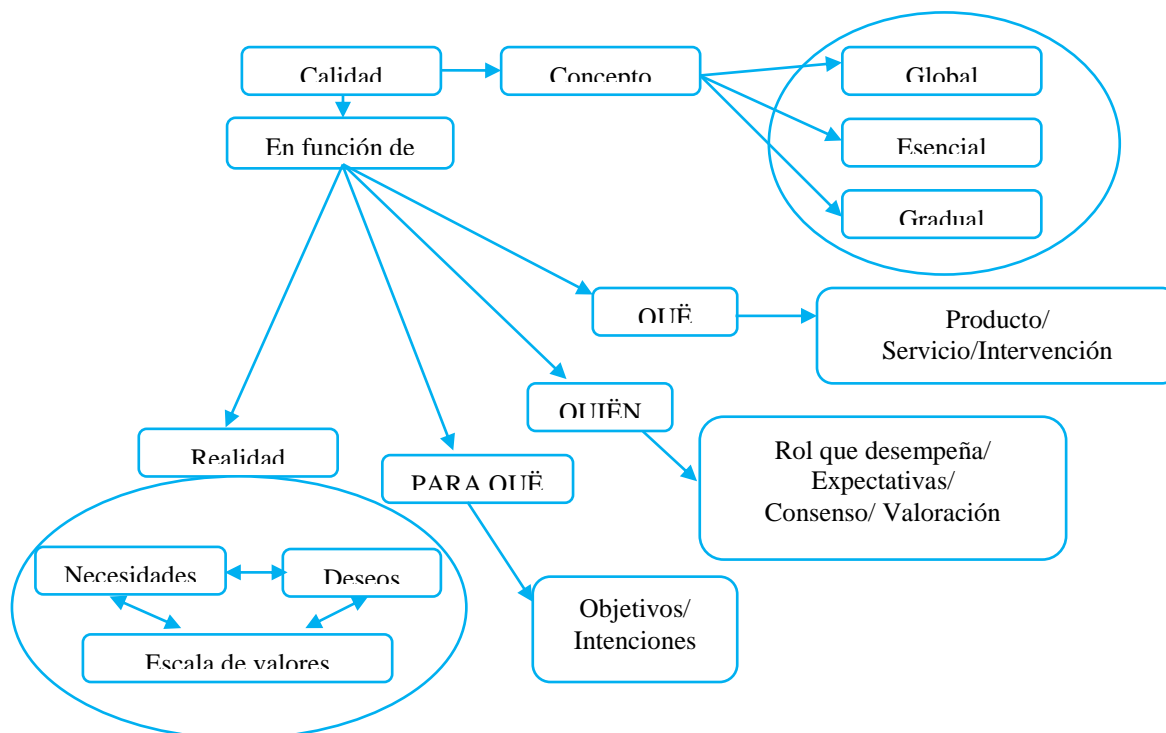 Calidad
Concepto
Global
En función de
Esencial
Gradual
QUË
Producto/
Servicio/Intervención
QUIËN
Rol que desempeña/
Expectativas/
Consenso/ Valoración
Realidad
PARA QUË
Necesidades
Deseos
Escala de valores
Objetivos/
Intenciones